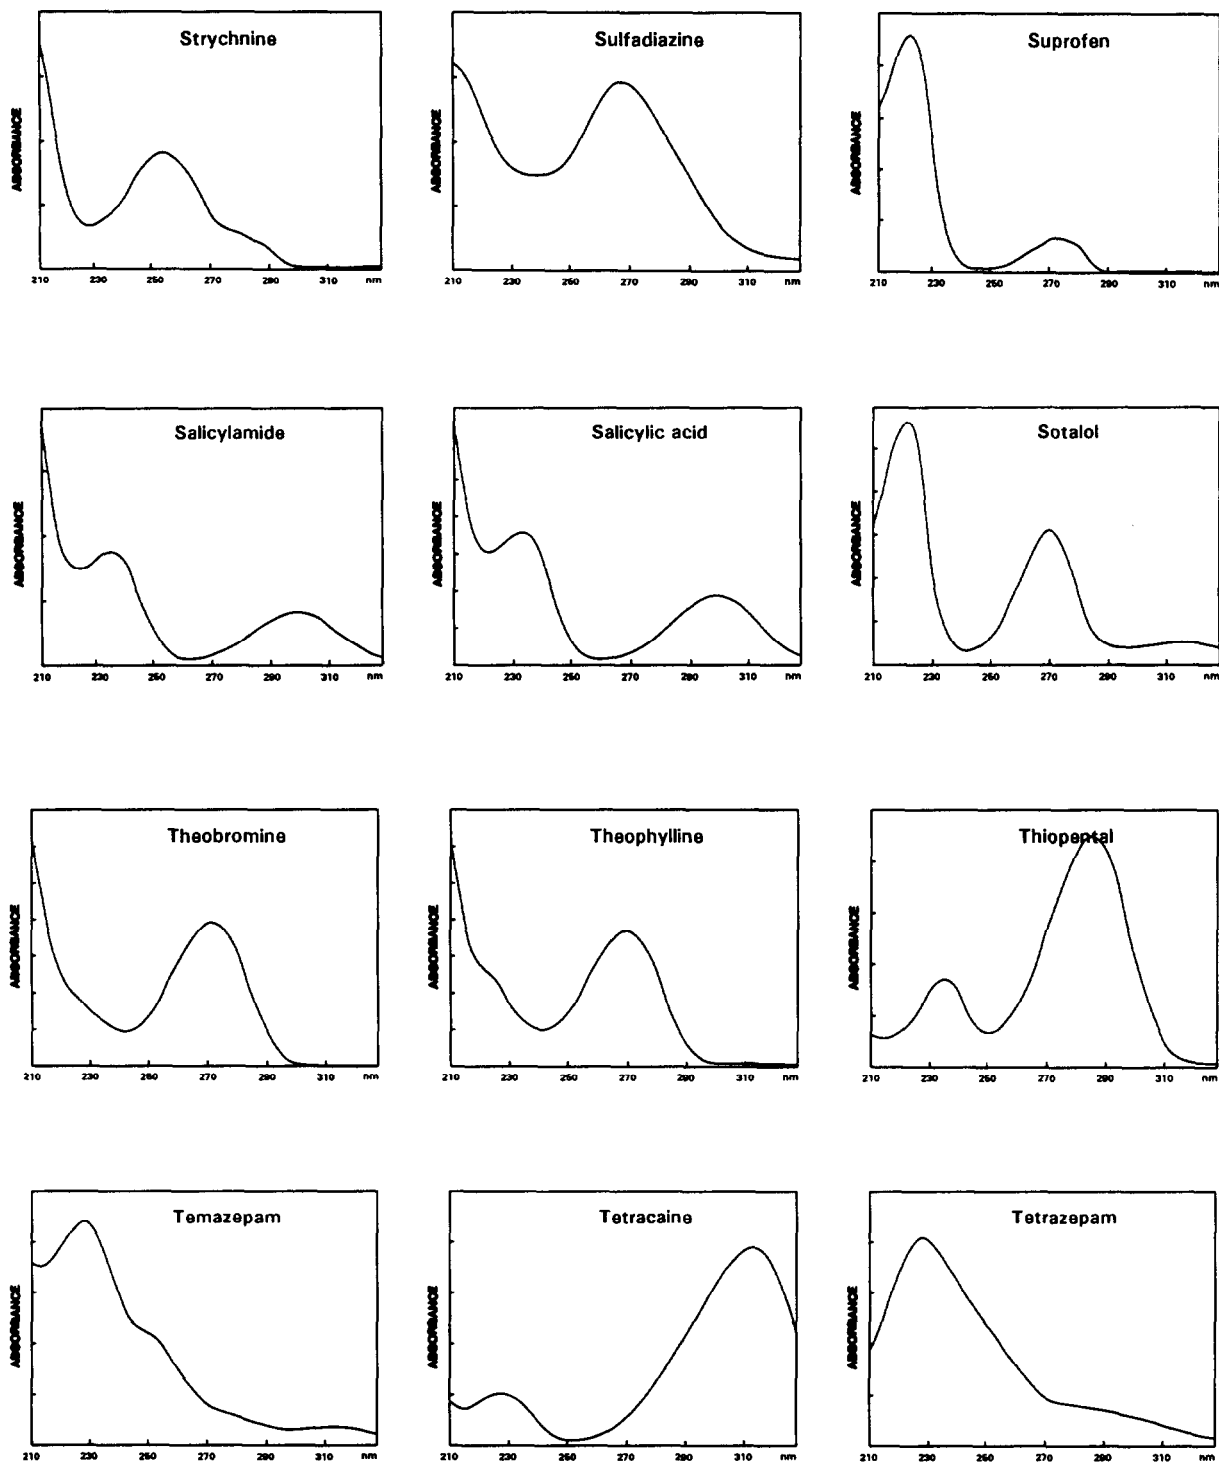 Strychnine
ABSORBANCE
210 230 250 270 290 310 nm
Sulfadiazine
ABSORBANCE
210 230 250 270 290 310 nm
Suprofen
ABSORBANCE
210 230 250 270 290 310 nm
Salicylamide
ABSORBANCE
210 230 250 270 290 310 nm
Salicylic acid
ABSORBANCE
210 230 250 270 290 310 nm
Sotalol
ABSORBANCE
210 230 250 270 290 310 nm
Theobromine
ABSORBANCE
210 230 250 270 290 310 nm
Theophylline
ABSORBANCE
210 230 250 270 290 310 nm
Thiopental
ABSORBANCE
210 230 250 270 290 310 nm
Temazepam
ABSORBANCE
210 230 250 270 290 310 nm
Tetracaine
ABSORBANCE
210 230 250 270 290 310 nm
Tetrazepam
ABSORBANCE
210 230 250 270 290 310 nm